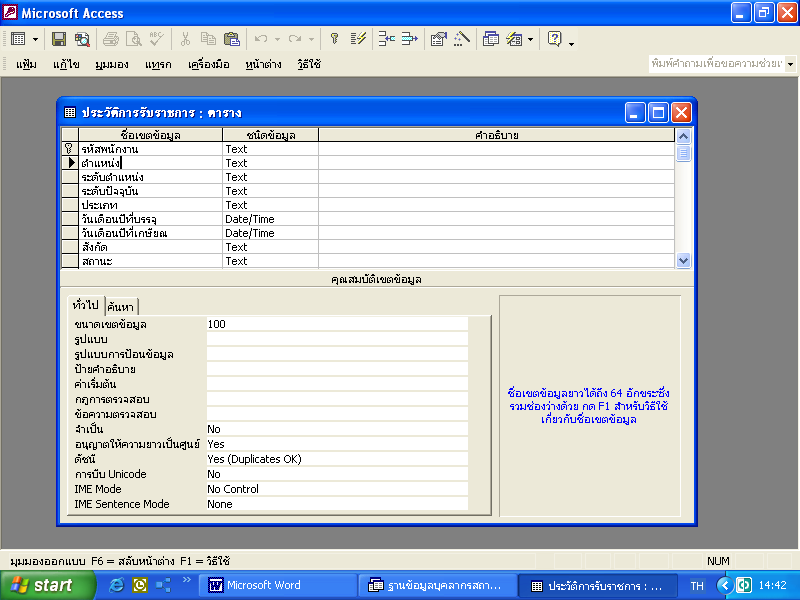 Microsoft Access
แฟ้ม แก้ไข มุมมอง แทรก เครื่องมือ หน้าต่าง วิธีใช้
พิมพ์คำถามเพื่อขอความช่วยเ
ประวัติการรับราชการ : ตาราง
ชื่อเขตข้อมูล ชนิดข้อมูล คำอธิบาย
รหัสพนักงาน Text
ตำแหน่ง Text
ระดับตำแหน่ง Text
ระดับปัจจุบัน Text
ประเภท Text
วันเดือนปีที่บรรจุ Date/Time
วันเดือนปีที่เกษียณ Date/Time
สังกัด Text
สถานะ Text
คุณสมบัติเขตข้อมูล
ทั่วไป ค้นหา
ขนาดเขตข้อมูล 100
รูปแบบ
รูปแบบการป้อนข้อมูล
ป้ายคำอธิบาย
ค่าเริ่มต้น
กฎการตรวจสอบ
ข้อความตรวจสอบ
จำเป็น No
อนุญาตให้ความยาวเป็นศูนย์ Yes
ดัชนี Yes (Duplicates OK)
การบีบ Unicode No
IME Mode No Control
IME Sentence Mode None
ชื่อเขตข้อมูลยาวได้ถึง 64 อักขระซึ่ง
รวมช่องว่างด้วย กด F1 สำหรับวิธีใช้
เกี่ยวกับชื่อเขตข้อมูล
มุมมองออกแบบ F6 = สลับหน้าต่าง F1 = วิธีใช้ NUM
start Microsoft Word ฐานข้อมูลบุคลากรสถา... ประวัติการรับราชการ : ... TH 14:42